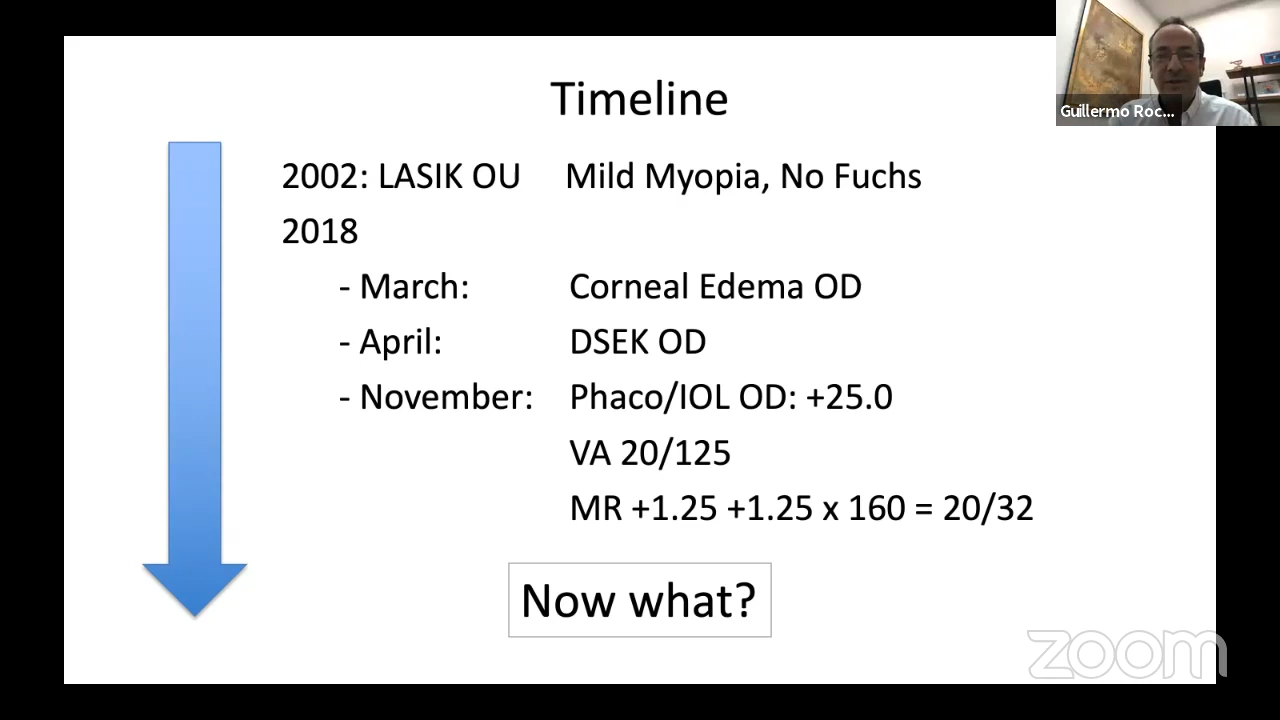 Timeline
Guillermo Roc...
2002: LASIK OU Mild Myopia, No Fuchs
2018
- March: Corneal Edema OD
- April: DSEK OD
- November: Phaco/IOL OD: +25.0
VA 20/125
MR +1.25 +1.25 x 160 = 20/32
Now what?
zoom